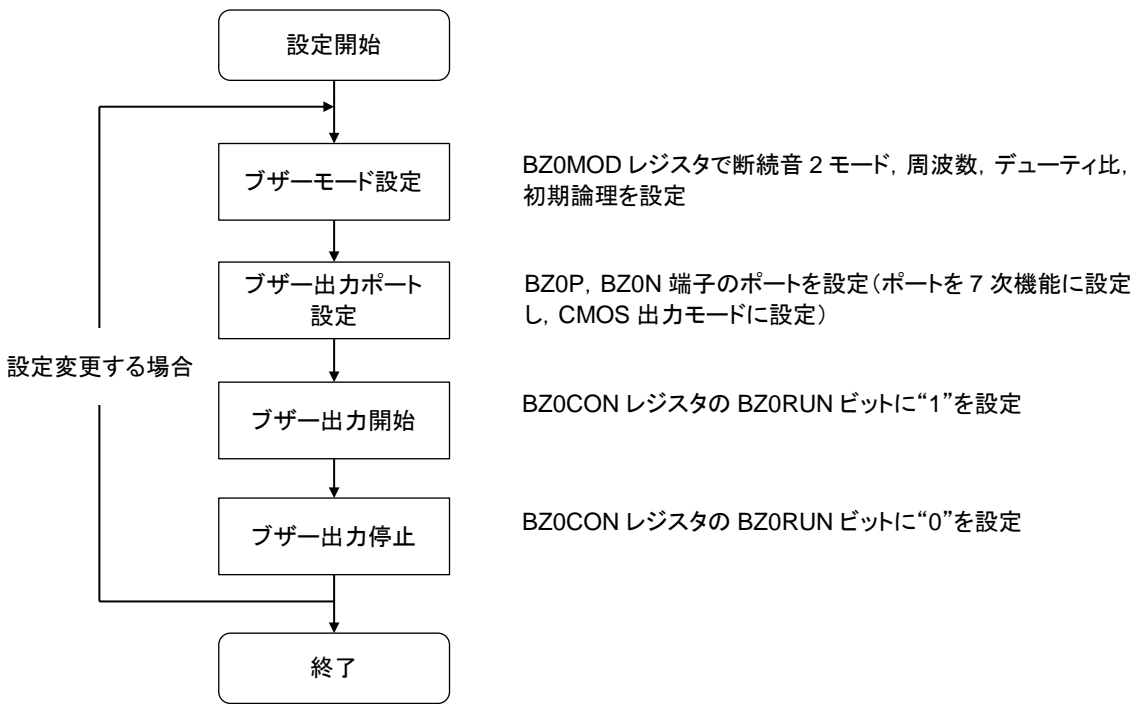 設定開始
ブザーモード設定
BZ0MOD レジスタで断続音 2 モード，周波数，デューティ比，
初期論理を設定
ブザー出力ポート
設定
BZ0P，BZ0N 端子のポートを設定（ポートを 7 次機能に設定
し，CMOS 出力モードに設定）
設定変更する場合
ブザー出力開始
BZ0CON レジスタの BZ0RUN ビットに“1”を設定
ブザー出力停止
BZ0CON レジスタの BZ0RUN ビットに“0”を設定
終了